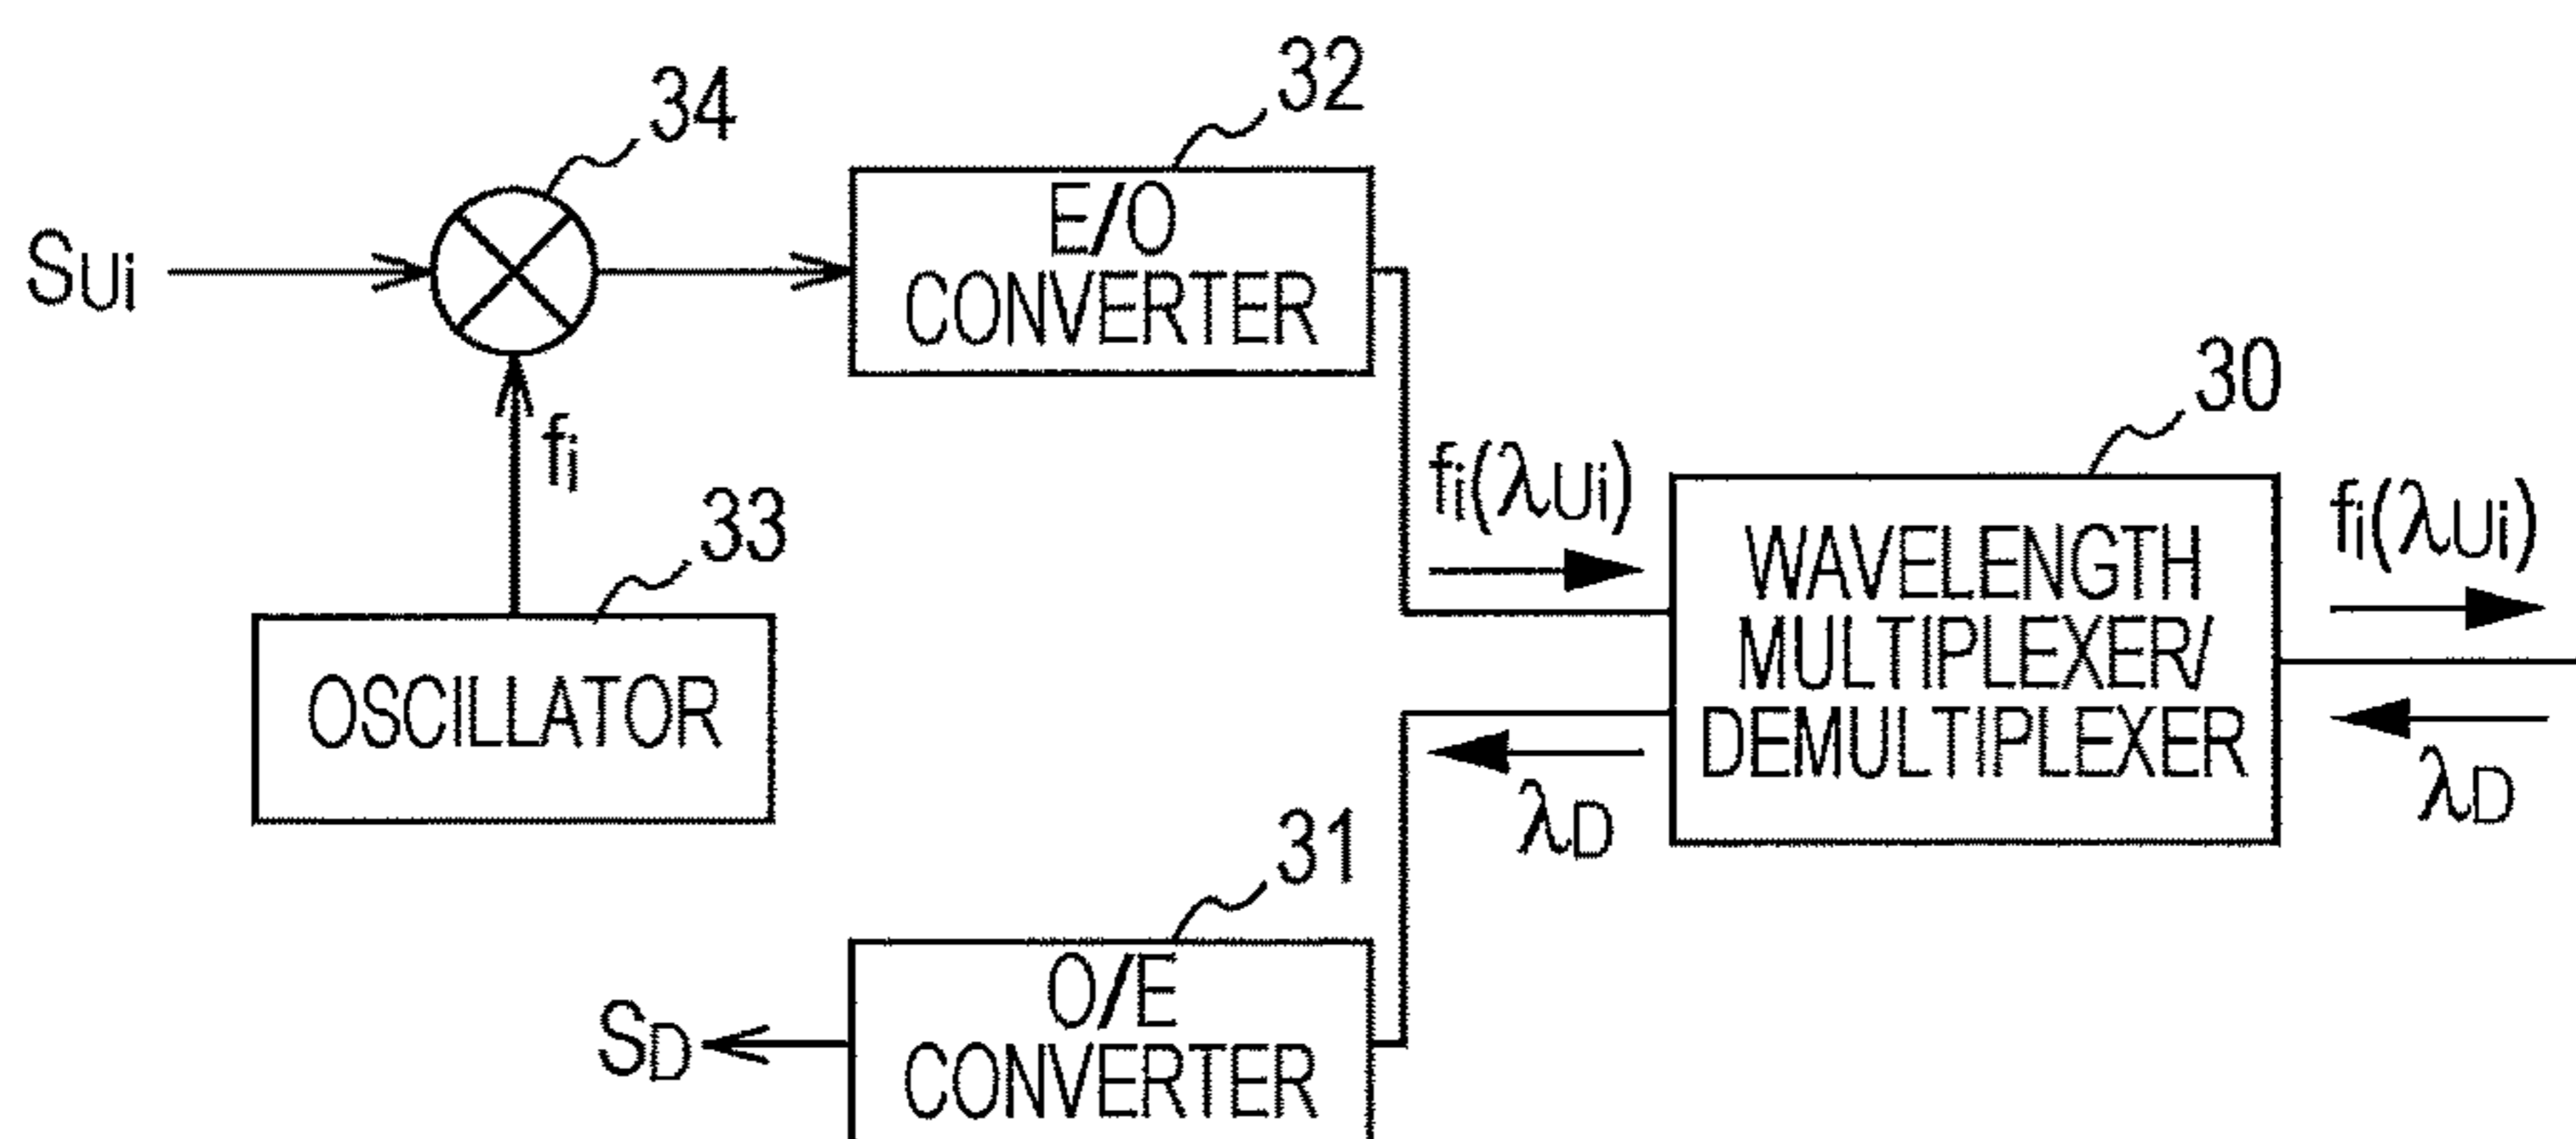 32
34
E/O
CONVERTER
SUi
30
fi
fi(λUi)
fi(λUi)
33
WAVELENGTH
MULTIPLEXER/
DEMULTIPLEXER
OSCILLATOR
λD
λD
31
O/E
CONVERTER
SD